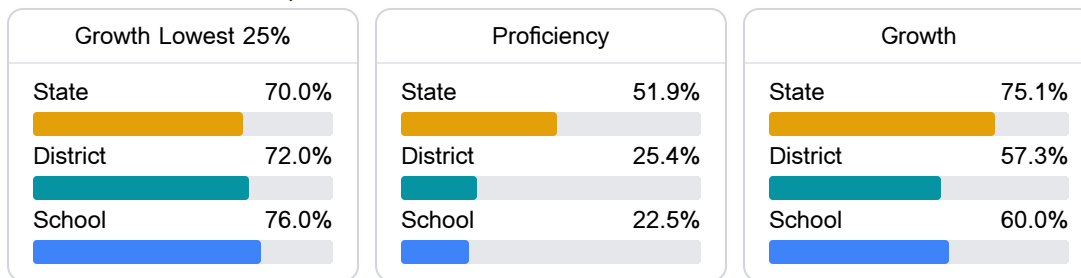 Growth Lowest 25%
State 70.0%
District 72.0%
School 76.0%
Proficiency
State 51.9%
District 25.4%
School 22.5%
Growth
State 75.1%
District 57.3%
School 60.0%